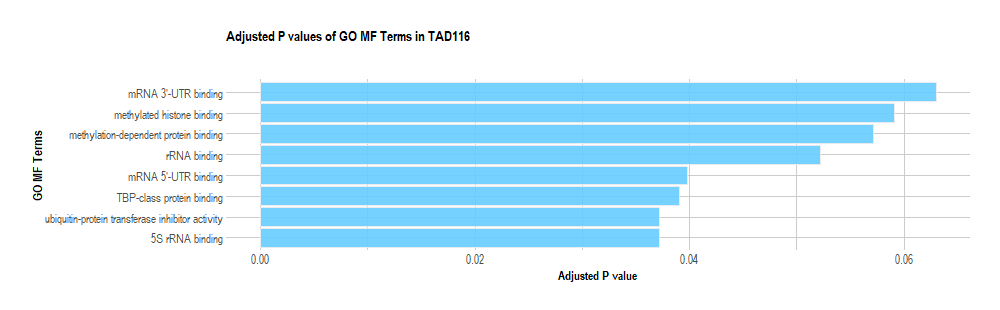 Adjusted P values of GO MF Terms in TAD116
GO MF Terms
mRNA 3'-UTR binding
methylated histone binding
methylation-dependent protein binding
rRNA binding
mRNA 5'-UTR binding
TBP-class protein binding
ubiquitin-protein transferase inhibitor activity
5S rRNA binding
0.00 0.02 0.04 0.06
Adjusted P value